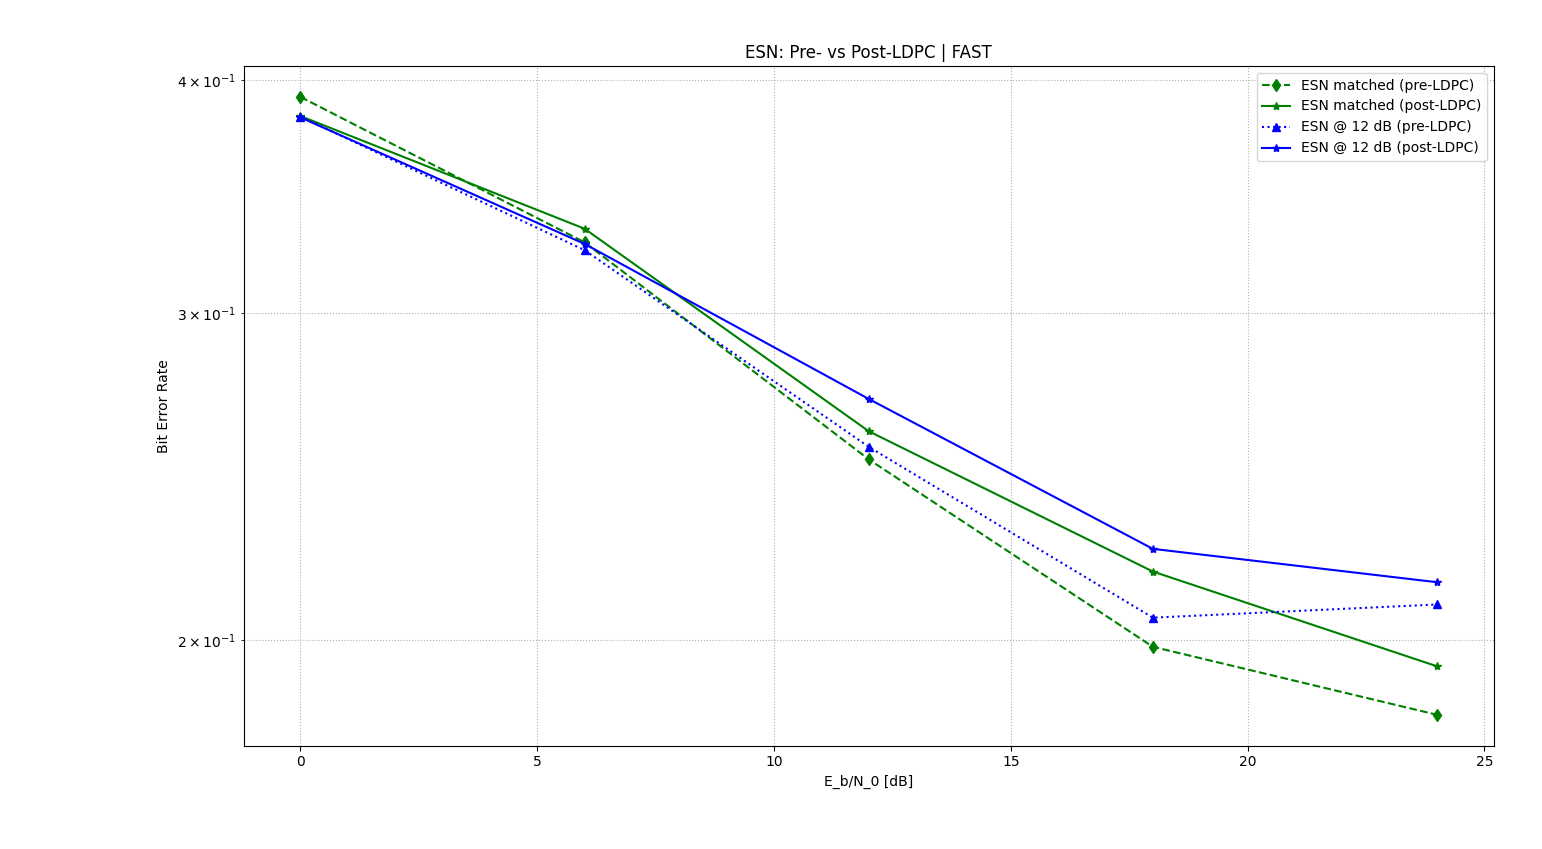 ESN: Pre- vs Post-LDPC | FAST
ESN matched (pre-LDPC)
ESN matched (post-LDPC)
ESN @ 12 dB (pre-LDPC)
ESN @ 12 dB (post-LDPC)
4 × 10⁻¹
3 × 10⁻¹
2 × 10⁻¹
Bit Error Rate
0 5 10 15 20 25
E_b/N_0 [dB]